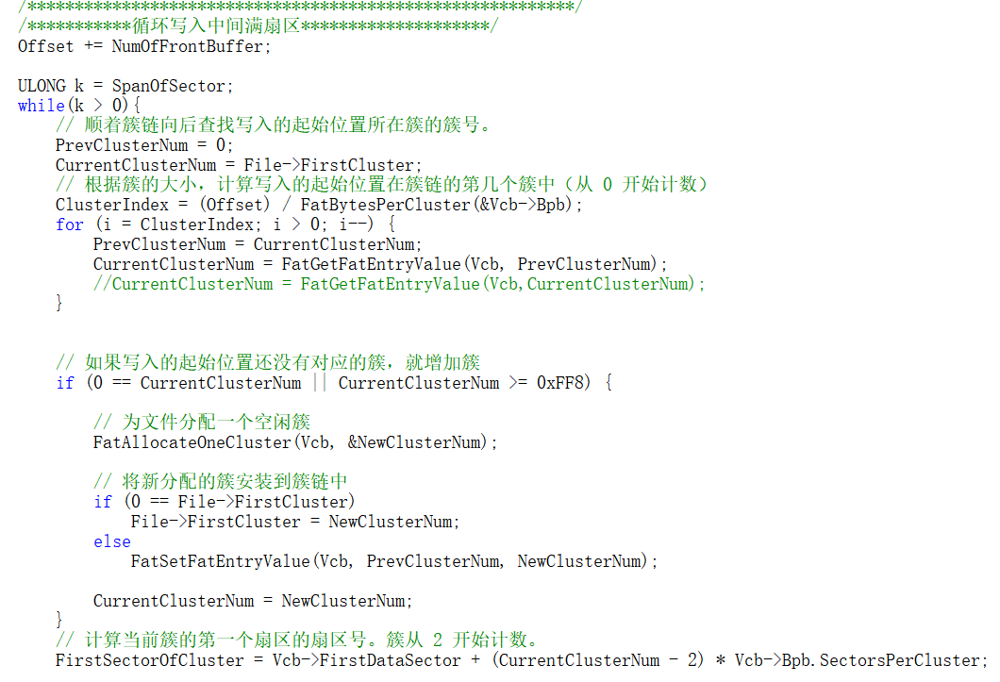 /**********************************************************/
/***********循环写入中间满扇区********************/
Offset += NumOfFrontBuffer;
ULONG k = SpanOfSector;
while(k > 0){
// 顺着簇链向后查找写入的起始位置所在簇的簇号。
PrevClusterNum = 0;
CurrentClusterNum = File->FirstCluster;
// 根据簇的大小，计算写入的起始位置在簇链的第几个簇中（从 0 开始计数）
ClusterIndex = (Offset) / FatBytesPerCluster(&Vcb->Bpb);
for (i = ClusterIndex; i > 0; i--) {
PrevClusterNum = CurrentClusterNum;
CurrentClusterNum = FatGetFatEntryValue(Vcb, PrevClusterNum);
//CurrentClusterNum = FatGetFatEntryValue(Vcb,CurrentClusterNum);
}
// 如果写入的起始位置还没有对应的簇，就增加簇
if (0 == CurrentClusterNum || CurrentClusterNum >= 0xFF8) {
// 为文件分配一个空闲簇
FatAllocateOneCluster(Vcb, &NewClusterNum);
// 将新分配的簇安装到簇链中
if (0 == File->FirstCluster)
File->FirstCluster = NewClusterNum;
else
FatSetFatEntryValue(Vcb, PrevClusterNum, NewClusterNum);
CurrentClusterNum = NewClusterNum;
}
// 计算当前簇的第一个扇区的扇区号。簇从 2 开始计数。
FirstSectorOfCluster = Vcb->FirstDataSector + (CurrentClusterNum - 2) * Vcb->Bpb.SectorsPerCluster;